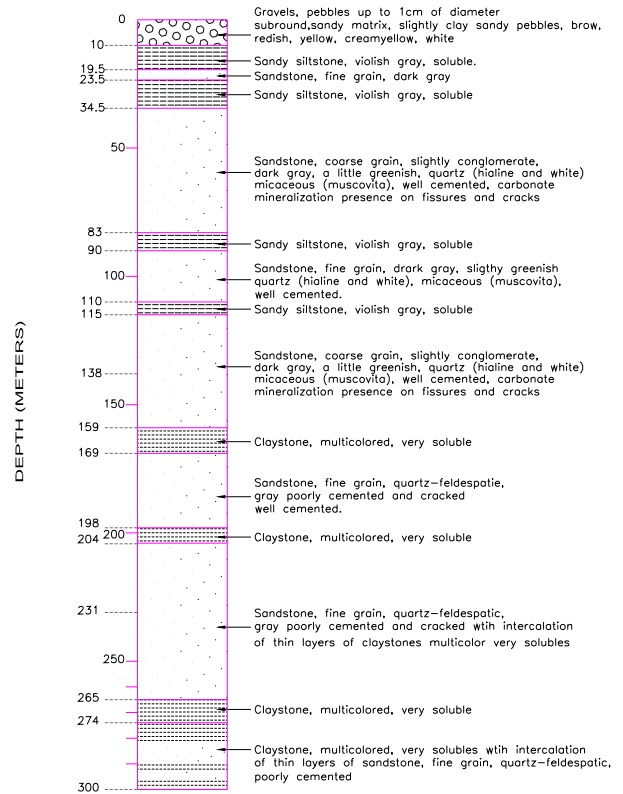 0
Gravels, pebbles up to 1cm of diameter
subround,sandy matrix, slightly clay sandy pebbles, brow,
redish, yellow, creamyellow, white
10
Sandy siltstone, violish gray, soluble.
19.5
Sandstone, fine grain, dark gray
23.5
Sandy siltstone, violish gray, soluble
34.5
50
Sandstone, coarse grain, slightly conglomerate,
dark gray, a little greenish, quartz (hialine and white)
micaceous (muscovita), well cemented, carbonate
mineralization presence on fissures and cracks
83
Sandy siltstone, violish gray, soluble
90
Sandstone, fine grain, drark gray, sligthy greenish
quartz (hialine and white), micaceous (muscovita),
well cemented.
100
110
Sandy siltstone, violish gray, soluble
115
Sandstone, coarse grain, slightly conglomerate,
dark gray, a little greenish, quartz (hialine and white)
micaceous (muscovita), well cemented, carbonate
mineralization presence on fissures and cracks
138
150
159
Claystone, multicolored, very soluble
169
Sandstone, fine grain, quartz-feldespatie,
gray poorly cemented and cracked
well cemented.
198
200
Claystone, multicolored, very soluble
204
231
Sandstone, fine grain, quartz-feldespatic,
gray poorly cemented and cracked wtih intercalation
of thin layers of claystones multicolor very solubles
250
265
Claystone, multicolored, very soluble
274
Claystone, multicolored, very solubles wtih intercalation
of thin layers of sandstone, fine grain, quartz-feldespatic,
poorly cemented
300
DEPTH (METERS)